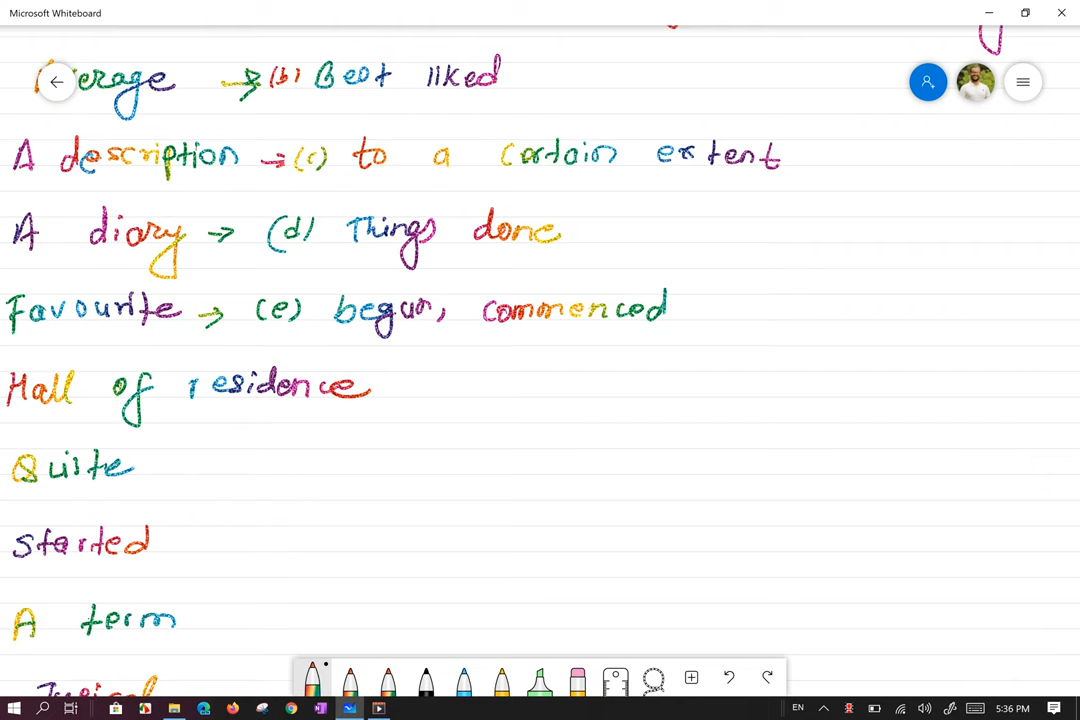 Microsoft Whiteboard
erage → (b) Best liked
A description → (c) to a certain extent
A diary → (d) Things done
Favourite → (e) begun, commenced
Hall of residence
Quite
Started
A term
Typical
EN 5:36 PM